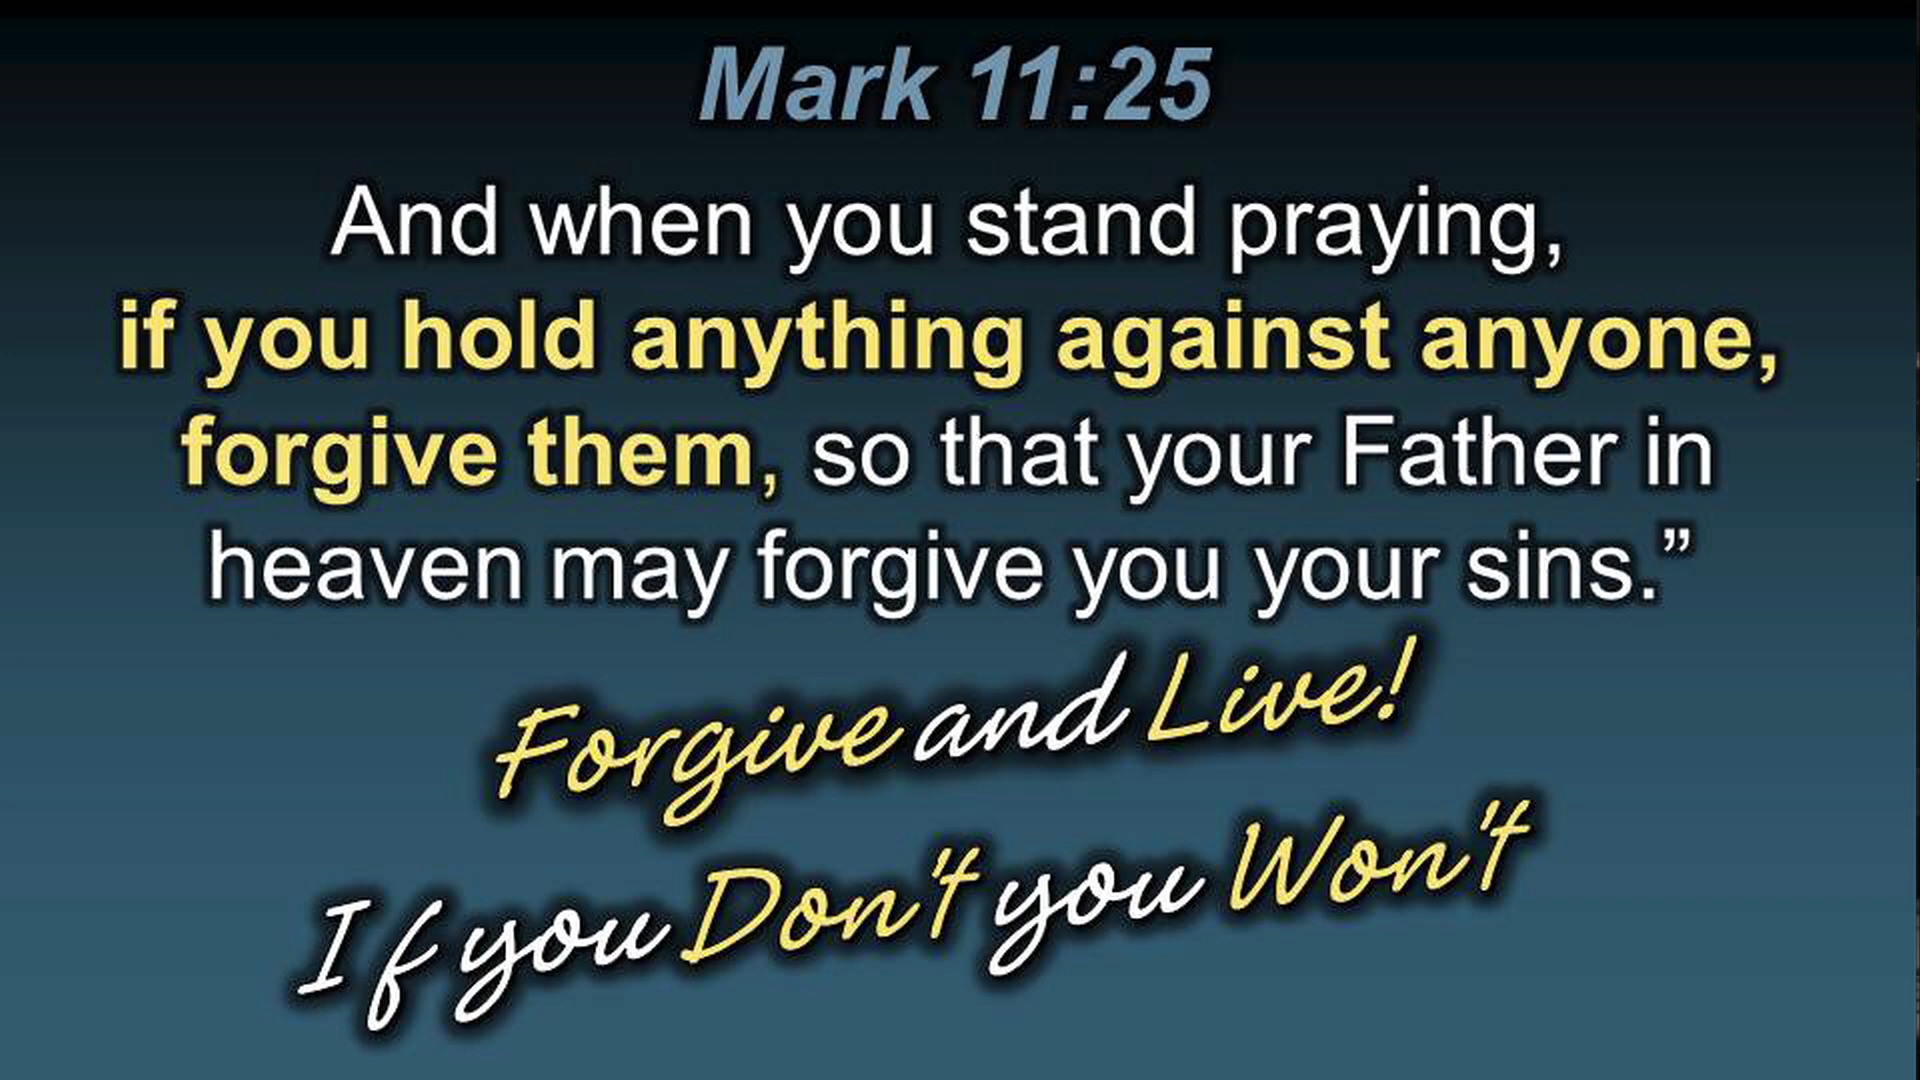 Mark 11:25
And when you stand praying,
if you hold anything against anyone,
forgive them, so that your Father in
heaven may forgive you your sins.”
Forgive and Live!
If you Don't you Won't